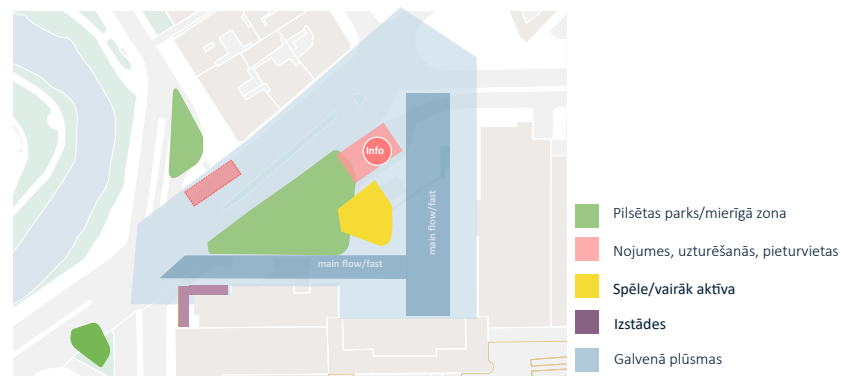 Info
main flow/fast
main flow/fast
Pilsētas parks/mierīgā zona
Nojumes, uzturēšanās, pieturvietas
Spēle/vairāk aktīva
Izstādes
Galvenā plūsmas